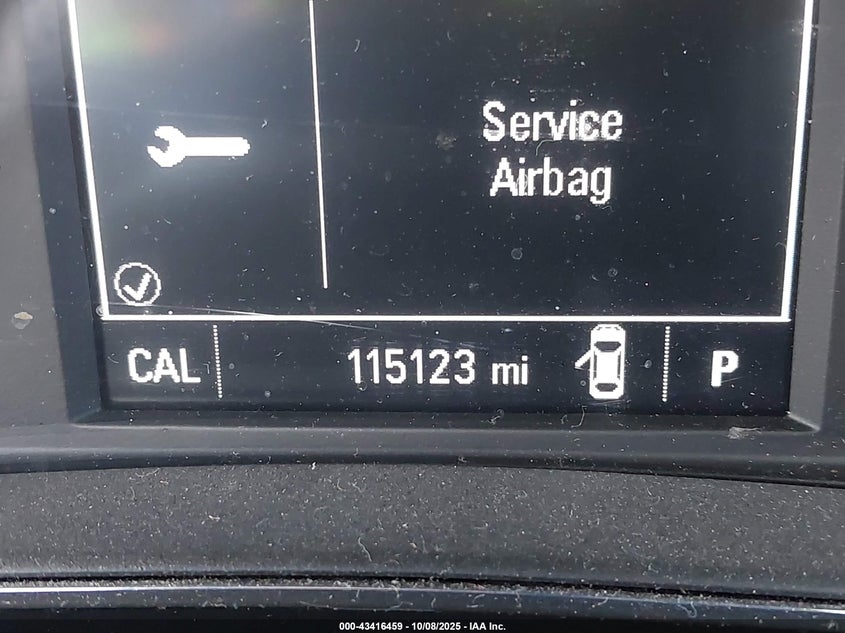 Service
Airbag
CAL 115123 mi P
000-43416459 - 10/08/2025 - IAA Inc.